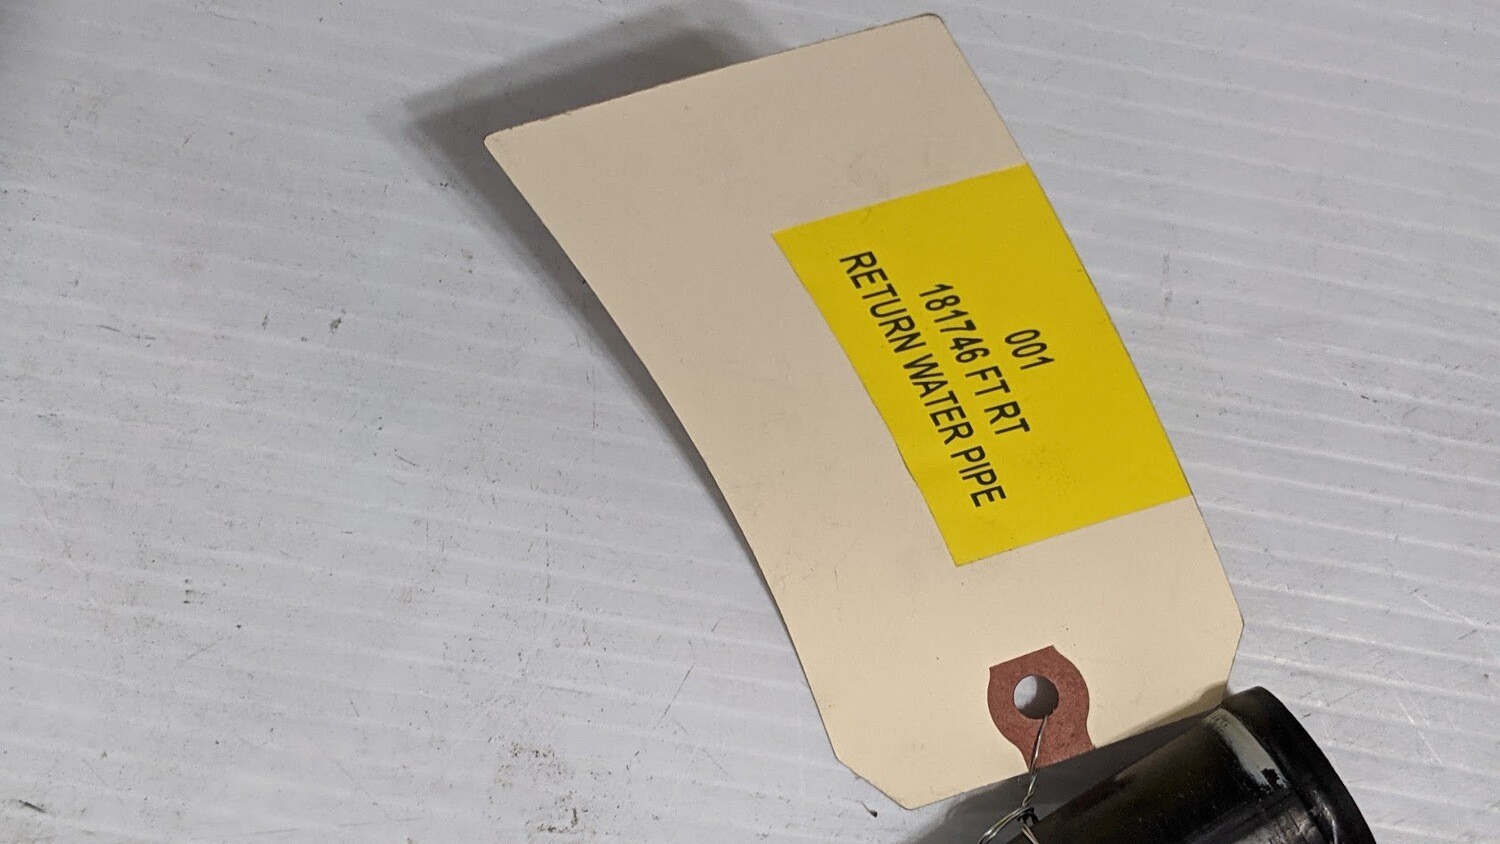 001
181746 FT RT
RETURN WATER PIPE